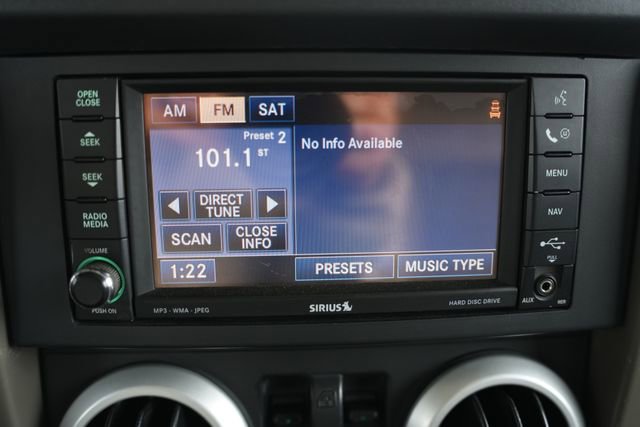 OPEN
CLOSE
SEEK
SEEK
RADIO
MEDIA
VOLUME
PUSH ON
AM
FM
SAT
Preset 2
101.1 ST
DIRECT
TUNE
SCAN
CLOSE
INFO
1:22
No Info Available
PRESETS
MUSIC TYPE
MP3 - WMA - JPEG
SIRIUS
HARD DISC DRIVE
MENU
NAV
PULL
AUX